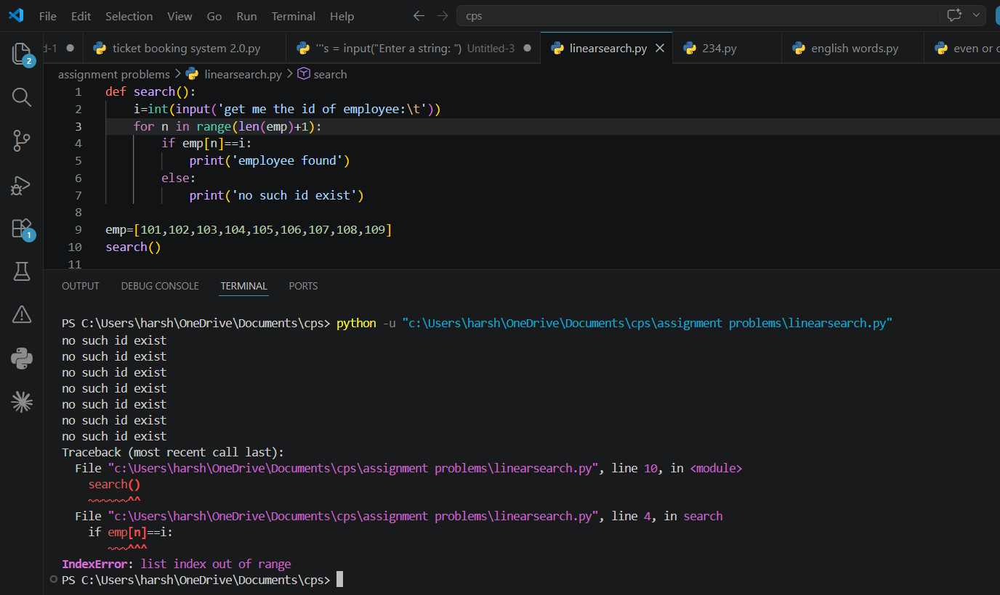 File Edit Selection View Go Run Terminal Help cps
d-1 ticket booking system 2.0.py '''s = input("Enter a string: ") Untitled-3 linearsearch.py 234.py english words.py even or
2
assignment problems > linearsearch.py > search
1 def search():
2     i=int(input('get me the id of employee:\t'))
3     for n in range(len(emp)+1):
4         if emp[n]==i:
5             print('employee found')
6         else:
7             print('no such id exist')
8
9 emp=[101,102,103,104,105,106,107,108,109]
10 search()
11
1
OUTPUT DEBUG CONSOLE TERMINAL PORTS
PS C:\Users\harsh\OneDrive\Documents\cps> python -u "c:\Users\harsh\OneDrive\Documents\cps\assignment problems\linearsearch.py"
no such id exist
no such id exist
no such id exist
no such id exist
no such id exist
no such id exist
no such id exist
Traceback (most recent call last):
  File "c:\Users\harsh\OneDrive\Documents\cps\assignment problems\linearsearch.py", line 10, in <module>
    search()
    ~~~~~~^^
  File "c:\Users\harsh\OneDrive\Documents\cps\assignment problems\linearsearch.py", line 4, in search
    if emp[n]==i:
       ~~~^^^
IndexError: list index out of range
PS C:\Users\harsh\OneDrive\Documents\cps>